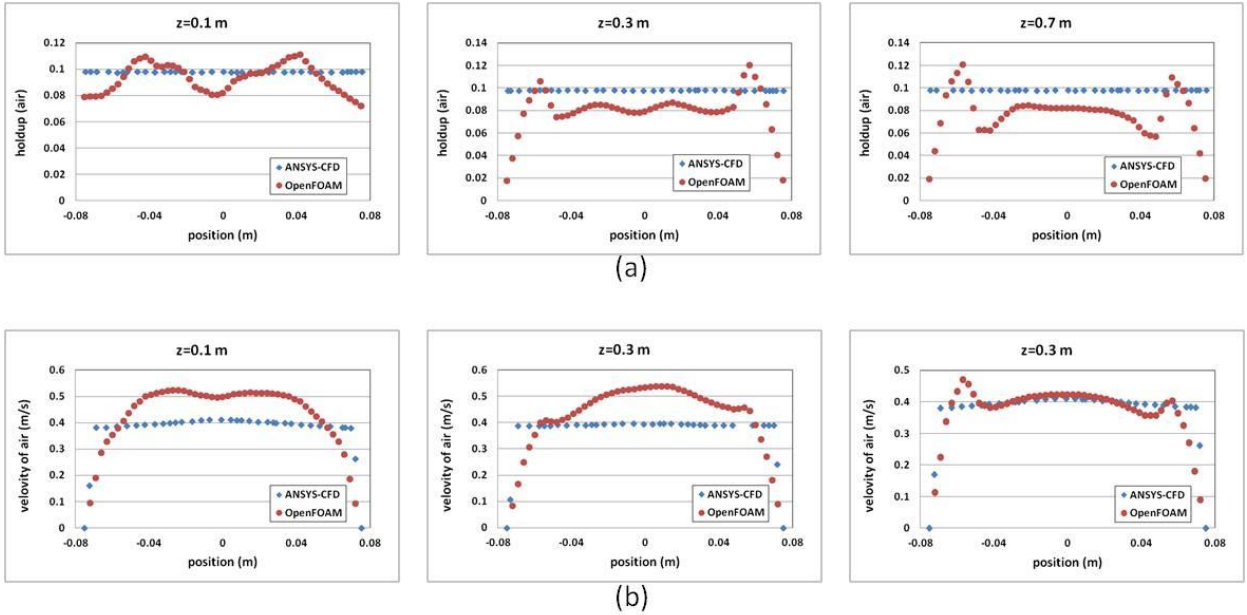 z=0.1 m
0.12
0.1
0.08
0.06
0.04
0.02
0
holdup (air)
ANSYS-CFD
OpenFOAM
-0.08 -0.04 0 0.04 0.08
position (m)
z=0.3 m
0.14
0.12
0.1
0.08
0.06
0.04
0.02
0
holdup (air)
ANSYS-CFD
OpenFOAM
-0.08 -0.04 0 0.04 0.08
position (m)
z=0.7 m
0.14
0.12
0.1
0.08
0.06
0.04
0.02
0
holdup (air)
ANSYS-CFD
OpenFOAM
-0.08 -0.04 0 0.04 0.08
position (m)
(a)
z=0.1 m
0.6
0.5
0.4
0.3
0.2
0.1
0
velovity of air (m/s)
ANSYS-CFD
OpenFOAM
-0.08 -0.04 0 0.04 0.08
position (m)
z=0.3 m
0.6
0.5
0.4
0.3
0.2
0.1
0
velovity of air (m/s)
ANSYS-CFD
OpenFOAM
-0.08 -0.04 0 0.04 0.08
position (m)
z=0.3 m
0.5
0.4
0.3
0.2
0.1
0
velovity of air (m/s)
ANSYS-CFD
OpenFOAM
-0.08 -0.04 0 0.04 0.08
position (m)
(b)